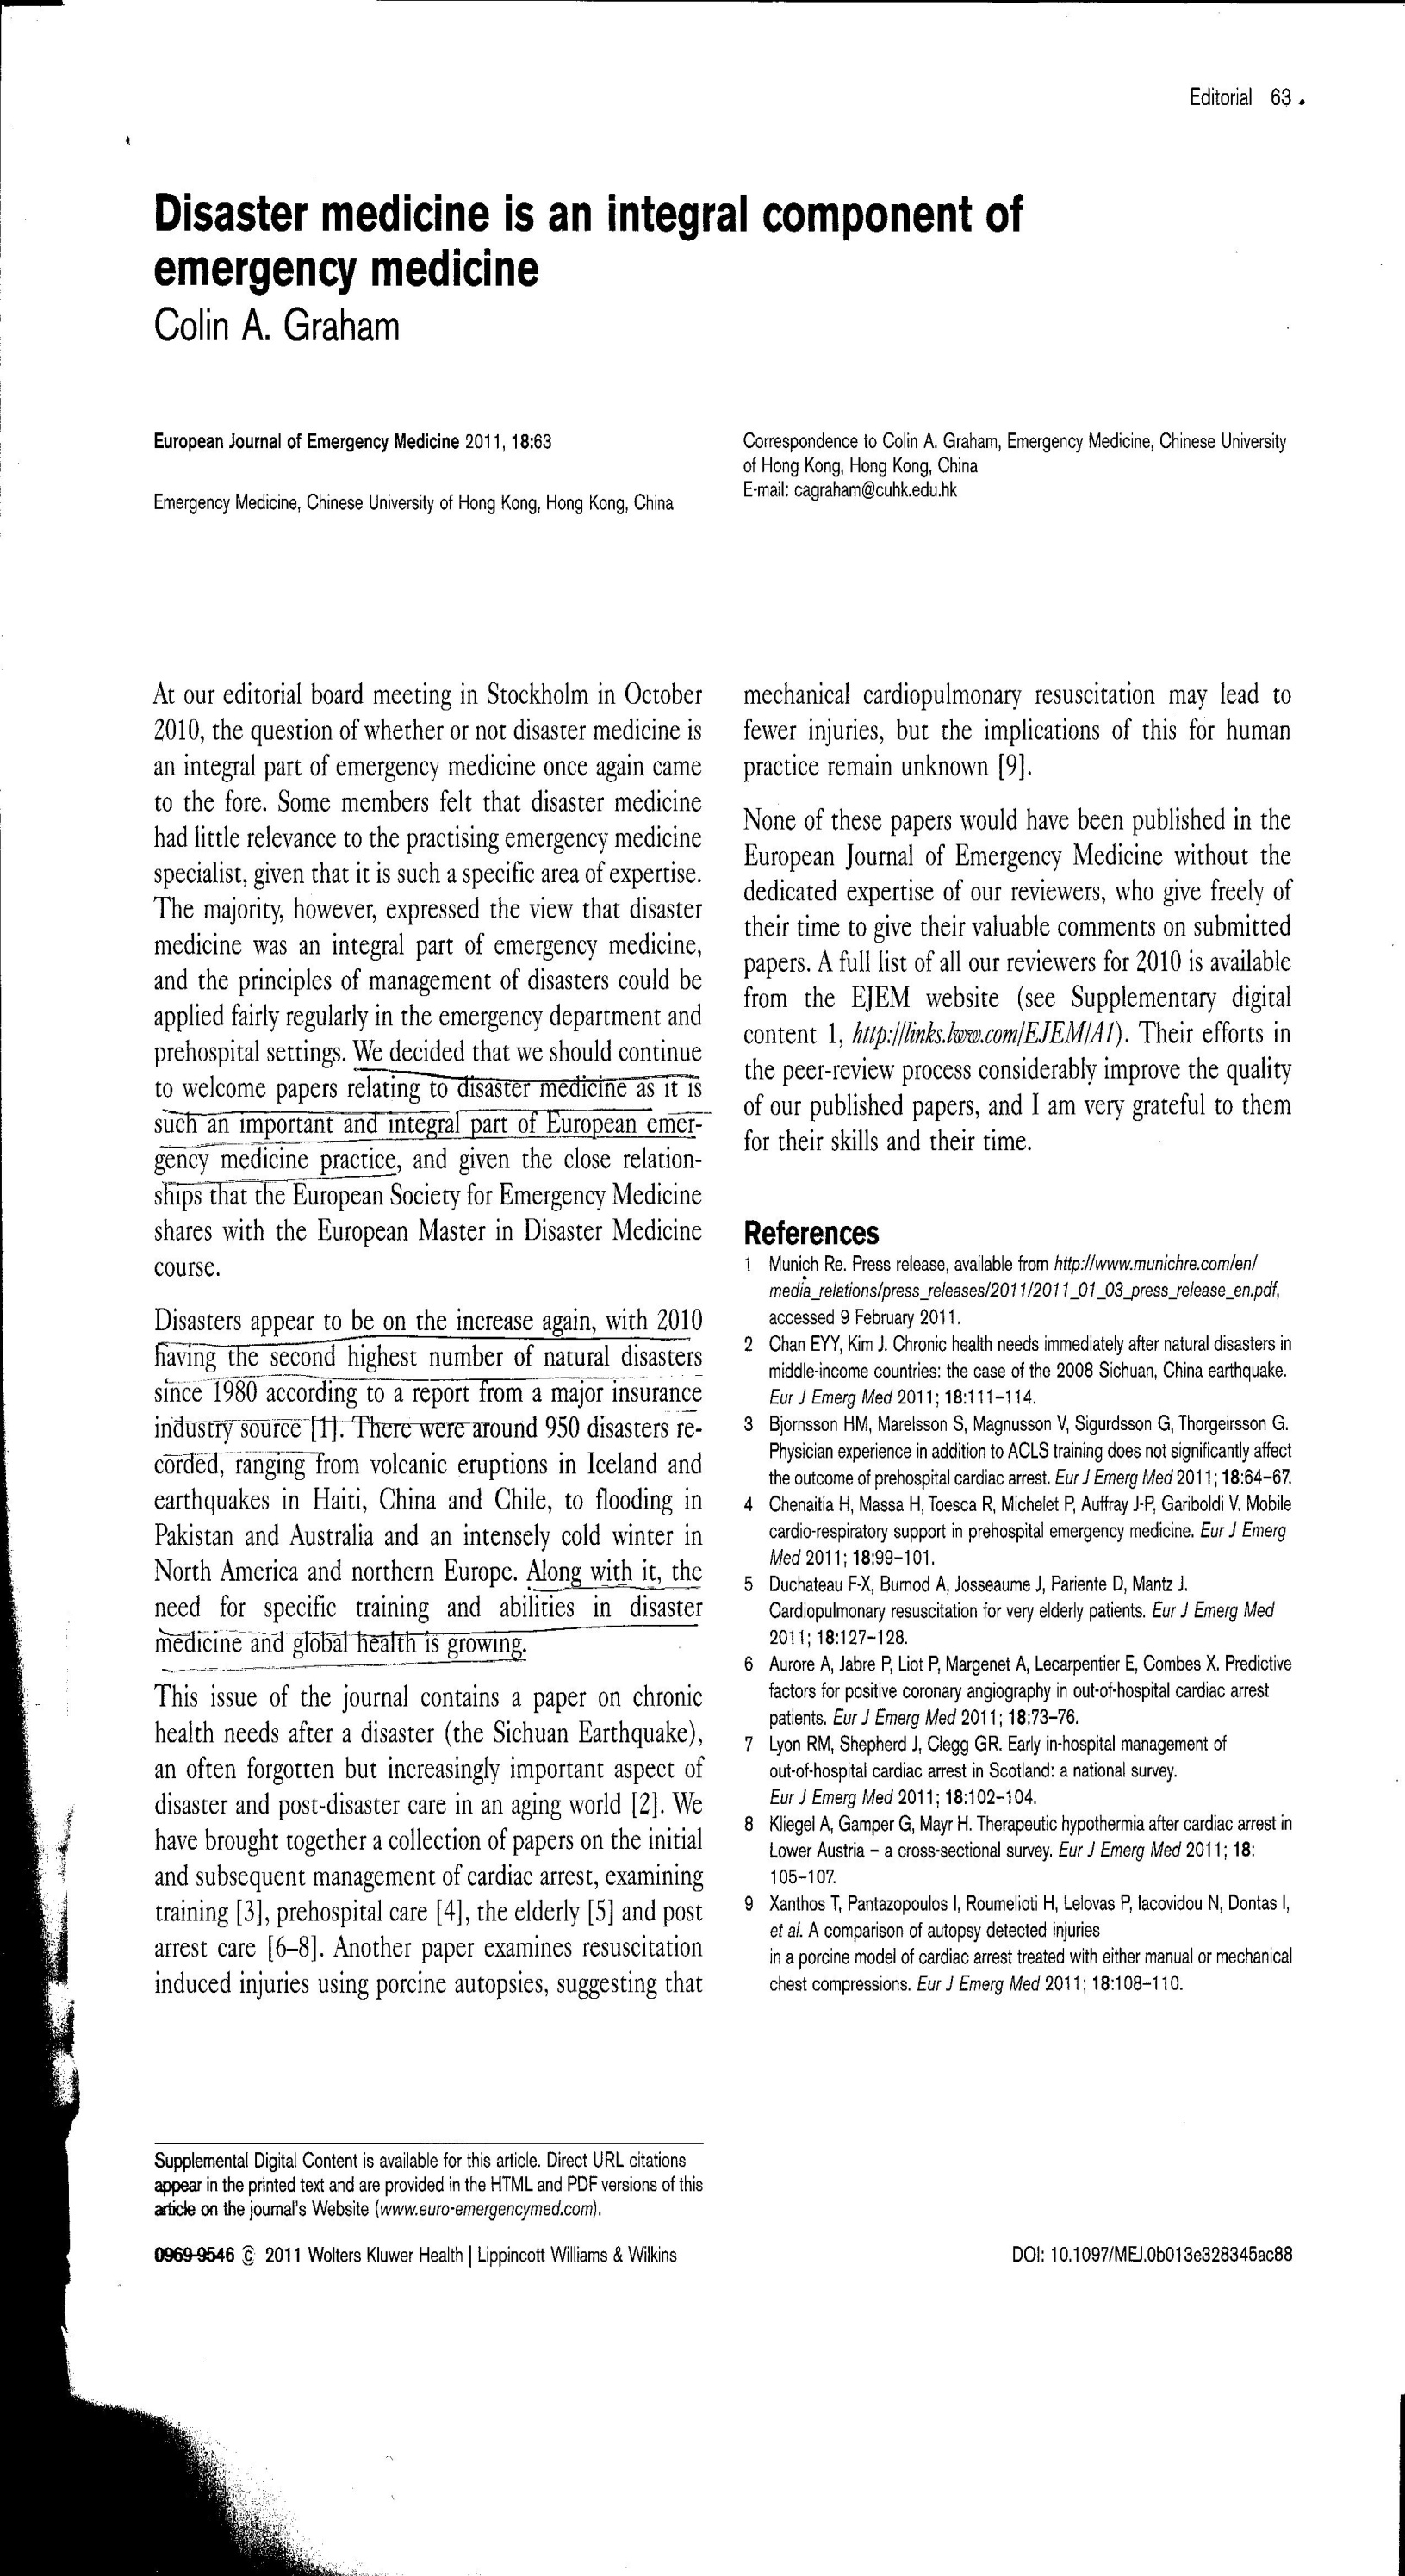 Editorial 63
Disaster medicine is an integral component of
emergency medicine
Colin A. Graham
European Journal of Emergency Medicine 2011, 18:63
Emergency Medicine, Chinese University of Hong Kong, Hong Kong, China
Correspondence to Colin A. Graham, Emergency Medicine, Chinese University
of Hong Kong, Hong Kong, China
E-mail: cagraham@cuhk.edu.hk
At our editorial board meeting in Stockholm in October
2010, the question of whether or not disaster medicine is
an integral part of emergency medicine once again came
to the fore. Some members felt that disaster medicine
had little relevance to the practising emergency medicine
specialist, given that it is such a specific area of expertise.
The majority, however, expressed the view that disaster
medicine was an integral part of emergency medicine,
and the principles of management of disasters could be
applied fairly regularly in the emergency department and
prehospital settings. We decided that we should continue
to welcome papers relating to disaster medicine as it is
such an important and integral part of European emer-
gency medicine practice, and given the close relation-
ships that the European Society for Emergency Medicine
shares with the European Master in Disaster Medicine
course.
Disasters appear to be on the increase again, with 2010
having the second highest number of natural disasters
since 1980 according to a report from a major insurance
industry source [1]. There were around 950 disasters re-
corded, ranging from volcanic eruptions in Iceland and
earthquakes in Haiti, China and Chile, to flooding in
Pakistan and Australia and an intensely cold winter in
North America and northern Europe. Along with it, the
need for specific training and abilities in disaster
medicine and global health is growing.
This issue of the journal contains a paper on chronic
health needs after a disaster (the Sichuan Earthquake),
an often forgotten but increasingly important aspect of
disaster and post-disaster care in an aging world [2]. We
have brought together a collection of papers on the initial
and subsequent management of cardiac arrest, examining
training [3], prehospital care [4], the elderly [5] and post
arrest care [6–8]. Another paper examines resuscitation
induced injuries using porcine autopsies, suggesting that
mechanical cardiopulmonary resuscitation may lead to
fewer injuries, but the implications of this for human
practice remain unknown [9].
None of these papers would have been published in the
European Journal of Emergency Medicine without the
dedicated expertise of our reviewers, who give freely of
their time to give their valuable comments on submitted
papers. A full list of all our reviewers for 2010 is available
from the EJEM website (see Supplementary digital
content 1, http://links.lww.com/EJEM/A1). Their efforts in
the peer-review process considerably improve the quality
of our published papers, and I am very grateful to them
for their skills and their time.
References
1 Munich Re. Press release, available from http://www.munichre.com/en/
media_relations/press_releases/2011/2011_01_03_press_release_en.pdf,
accessed 9 February 2011.
2 Chan EYY, Kim J. Chronic health needs immediately after natural disasters in
middle-income countries: the case of the 2008 Sichuan, China earthquake.
Eur J Emerg Med 2011; 18:111–114.
3 Bjornsson HM, Marelsson S, Magnusson V, Sigurdsson G, Thorgeirsson G.
Physician experience in addition to ACLS training does not significantly affect
the outcome of prehospital cardiac arrest. Eur J Emerg Med 2011; 18:64–67.
4 Chenaitia H, Massa H, Toesca R, Michelet P, Auffray J-P, Gariboldi V. Mobile
cardio-respiratory support in prehospital emergency medicine. Eur J Emerg
Med 2011; 18:99–101.
5 Duchateau F-X, Burnod A, Josseaume J, Pariente D, Mantz J.
Cardiopulmonary resuscitation for very elderly patients. Eur J Emerg Med
2011; 18:127–128.
6 Aurore A, Jabre P, Liot P, Margenet A, Lecarpentier E, Combes X. Predictive
factors for positive coronary angiography in out-of-hospital cardiac arrest
patients. Eur J Emerg Med 2011; 18:73–76.
7 Lyon RM, Shepherd J, Clegg GR. Early in-hospital management of
out-of-hospital cardiac arrest in Scotland: a national survey.
Eur J Emerg Med 2011; 18:102–104.
8 Kliegel A, Gamper G, Mayr H. Therapeutic hypothermia after cardiac arrest in
Lower Austria – a cross-sectional survey. Eur J Emerg Med 2011; 18:
105–107.
9 Xanthos T, Pantazopoulos I, Roumelioti H, Lelovas P, Iacovidou N, Dontas I,
et al. A comparison of autopsy detected injuries
in a porcine model of cardiac arrest treated with either manual or mechanical
chest compressions. Eur J Emerg Med 2011; 18:108–110.
Supplemental Digital Content is available for this article. Direct URL citations
appear in the printed text and are provided in the HTML and PDF versions of this
article on the journal's Website (www.euro-emergencymed.com).
0969-9546 © 2011 Wolters Kluwer Health | Lippincott Williams & Wilkins
DOI: 10.1097/MEJ.0b013e328345ac88